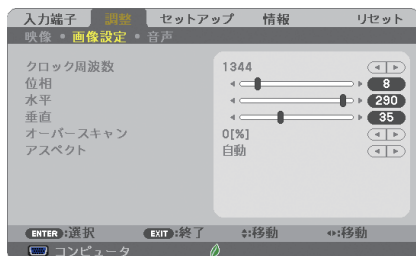 入力端子 調整 セットアップ 情報 リセット
映像 • 画像設定 • 音声
クロック周波数 1344
位相 8
水平 290
垂直 35
オーバースキャン 0[%]
アスペクト 自動
ENTER:選択 EXIT:終了 :移動 :移動
コンピュータ